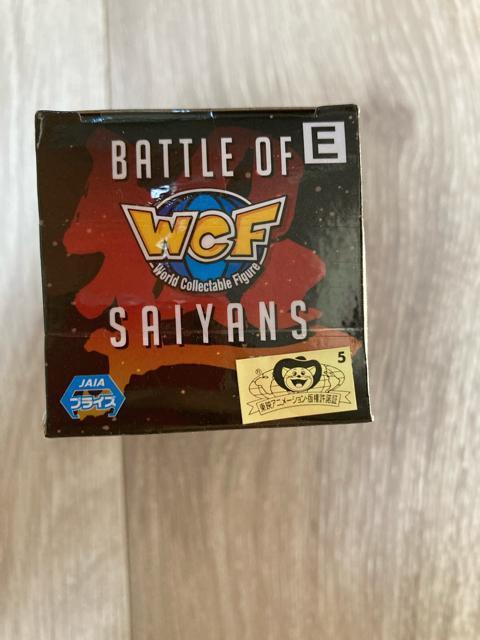 BATTLE OF E
WCF
World Collectable Figure
SAIYANS
5
JAIA
プライズ
東映アニメーション・版権許諾証